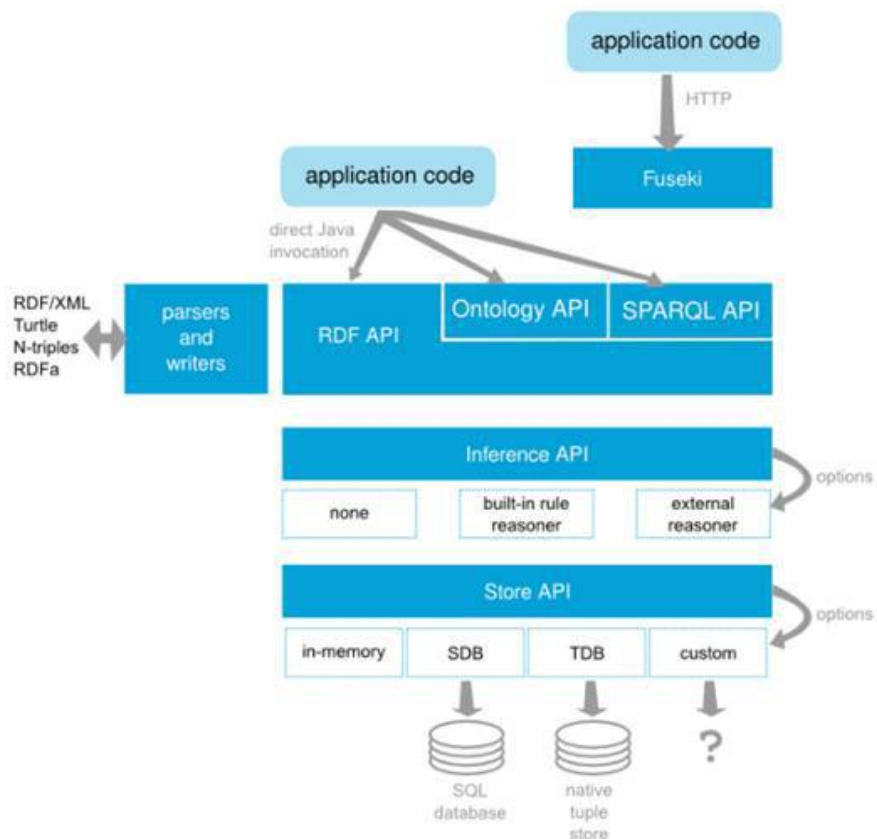 application code
HTTP
Fuseki
application code
direct Java
invocation
RDF/XML
Turtle
N-triples
RDFa
parsers
and
writers
RDF API
Ontology API
SPARQL API
Inference API
options
none
built-in rule
reasoner
external
reasoner
Store API
options
in-memory
SDB
TDB
custom
SQL
database
native
tuple
store
?